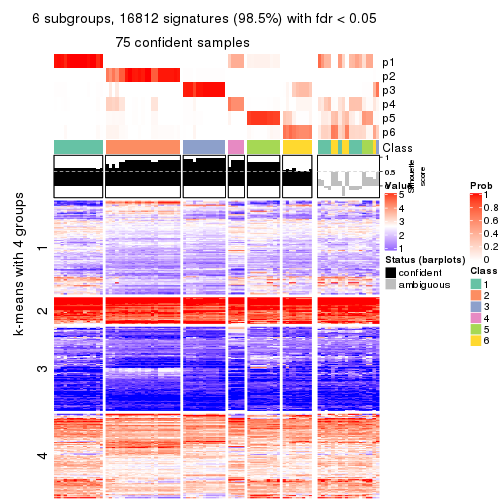 6 subgroups, 16812 signatures (98.5%) with fdr < 0.05
75 confident samples
p1
p2
p3
p4
p5
p6
Class
1
0.5
0
Silhouette
score
k-means with 4 groups
1
2
3
4
Value
5
4
3
2
1
Status (barplots)
confident
ambiguous
Prob
1
0.8
0.6
0.4
0.2
0
Class
1
2
3
4
5
6